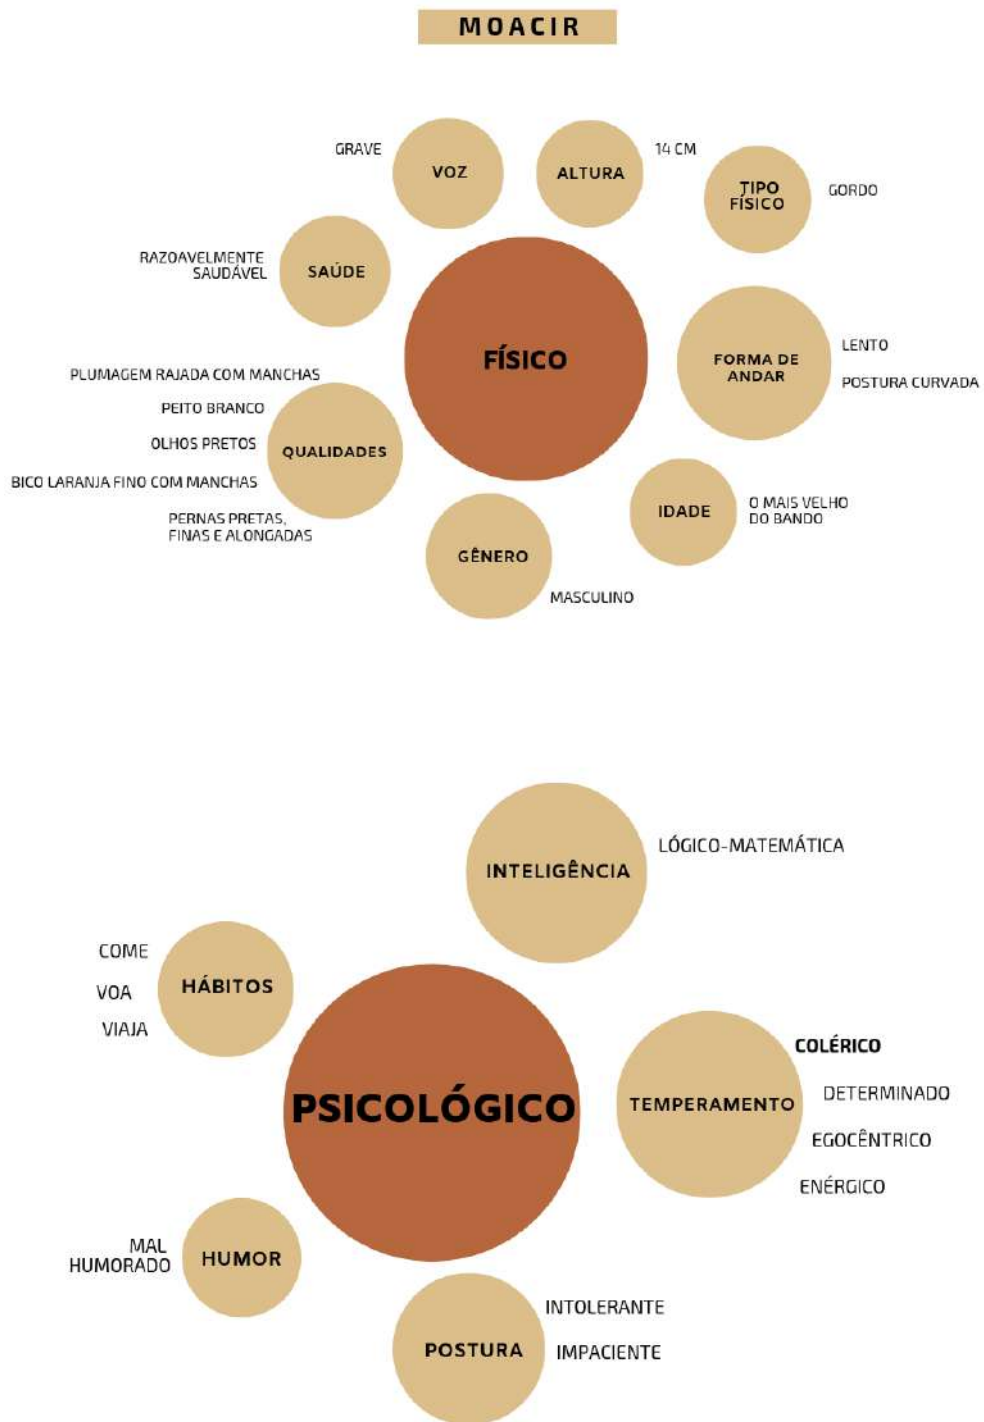 MOACIR
GRAVE
VOZ
ALTURA
14 CM
TIPO
FÍSICO
GORDO
RAZOAVELMENTE
SAUDÁVEL
SAÚDE
FÍSICO
FORMA DE
ANDAR
LENTO
POSTURA CURVADA
PLUMAGEM RAJADA COM MANCHAS
PEITO BRANCO
OLHOS PRETOS
BICO LARANJA FINO COM MANCHAS
PERNAS PRETAS,
FINAS E ALONGADAS
QUALIDADES
IDADE
O MAIS VELHO
DO BANDO
GÊNERO
MASCULINO
INTELIGÊNCIA
LÓGICO-MATEMÁTICA
COME
VOA
VIAJA
HÁBITOS
PSICOLÓGICO
TEMPERAMENTO
COLÉRICO
DETERMINADO
EGOCÊNTRICO
ENÉRGICO
MAL
HUMORADO
HUMOR
POSTURA
INTOLERANTE
IMPACIENTE